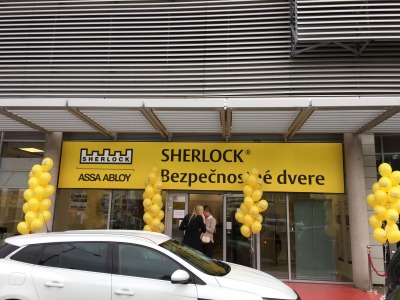 SHERLOCK
ASSA ABLOY
SHERLOCK®
Bezpečnostné dvere